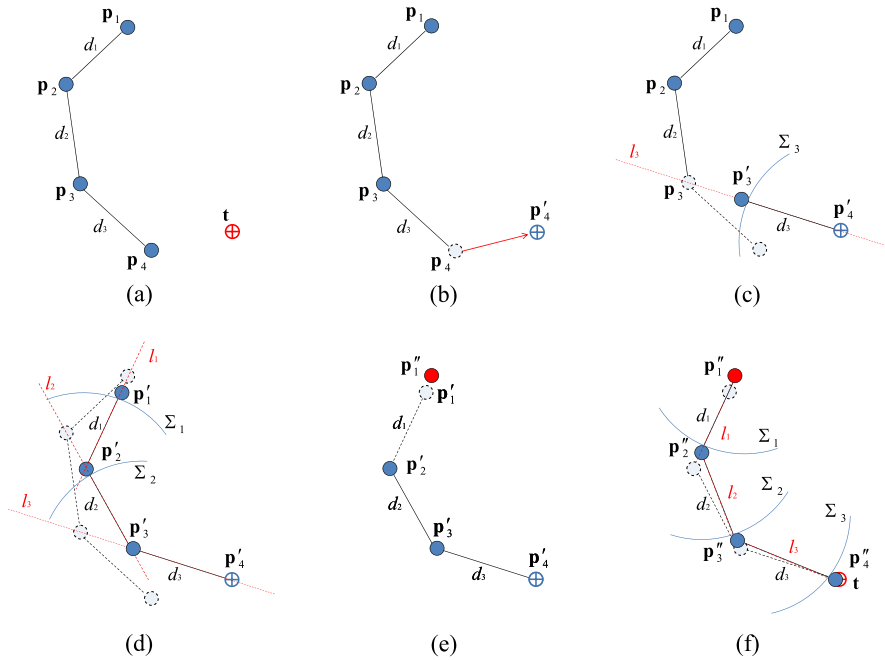 p₁
d₁
p₂
d₂
p₃
d₃
t
p₄
(a)
p₁
d₁
p₂
d₂
p₃
d₃
p′₄
p₄
(b)
p₁
d₁
p₂
d₂
Σ₃
l₃
p₃
p′₃
d₃
p′₄
(c)
l₁
l₂
p′₁
d₁
Σ₁
p′₂
Σ₂
l₃
d₂
p′₃
d₃
p′₄
(d)
p″₁
p′₁
d₁
p′₂
d₂
p′₃
d₃
p′₄
(e)
p″₁
d₁
l₁
Σ₁
p″₂
l₂
Σ₂
d₂
Σ₃
p″₃
l₃
d₃
p″₄
t
(f)